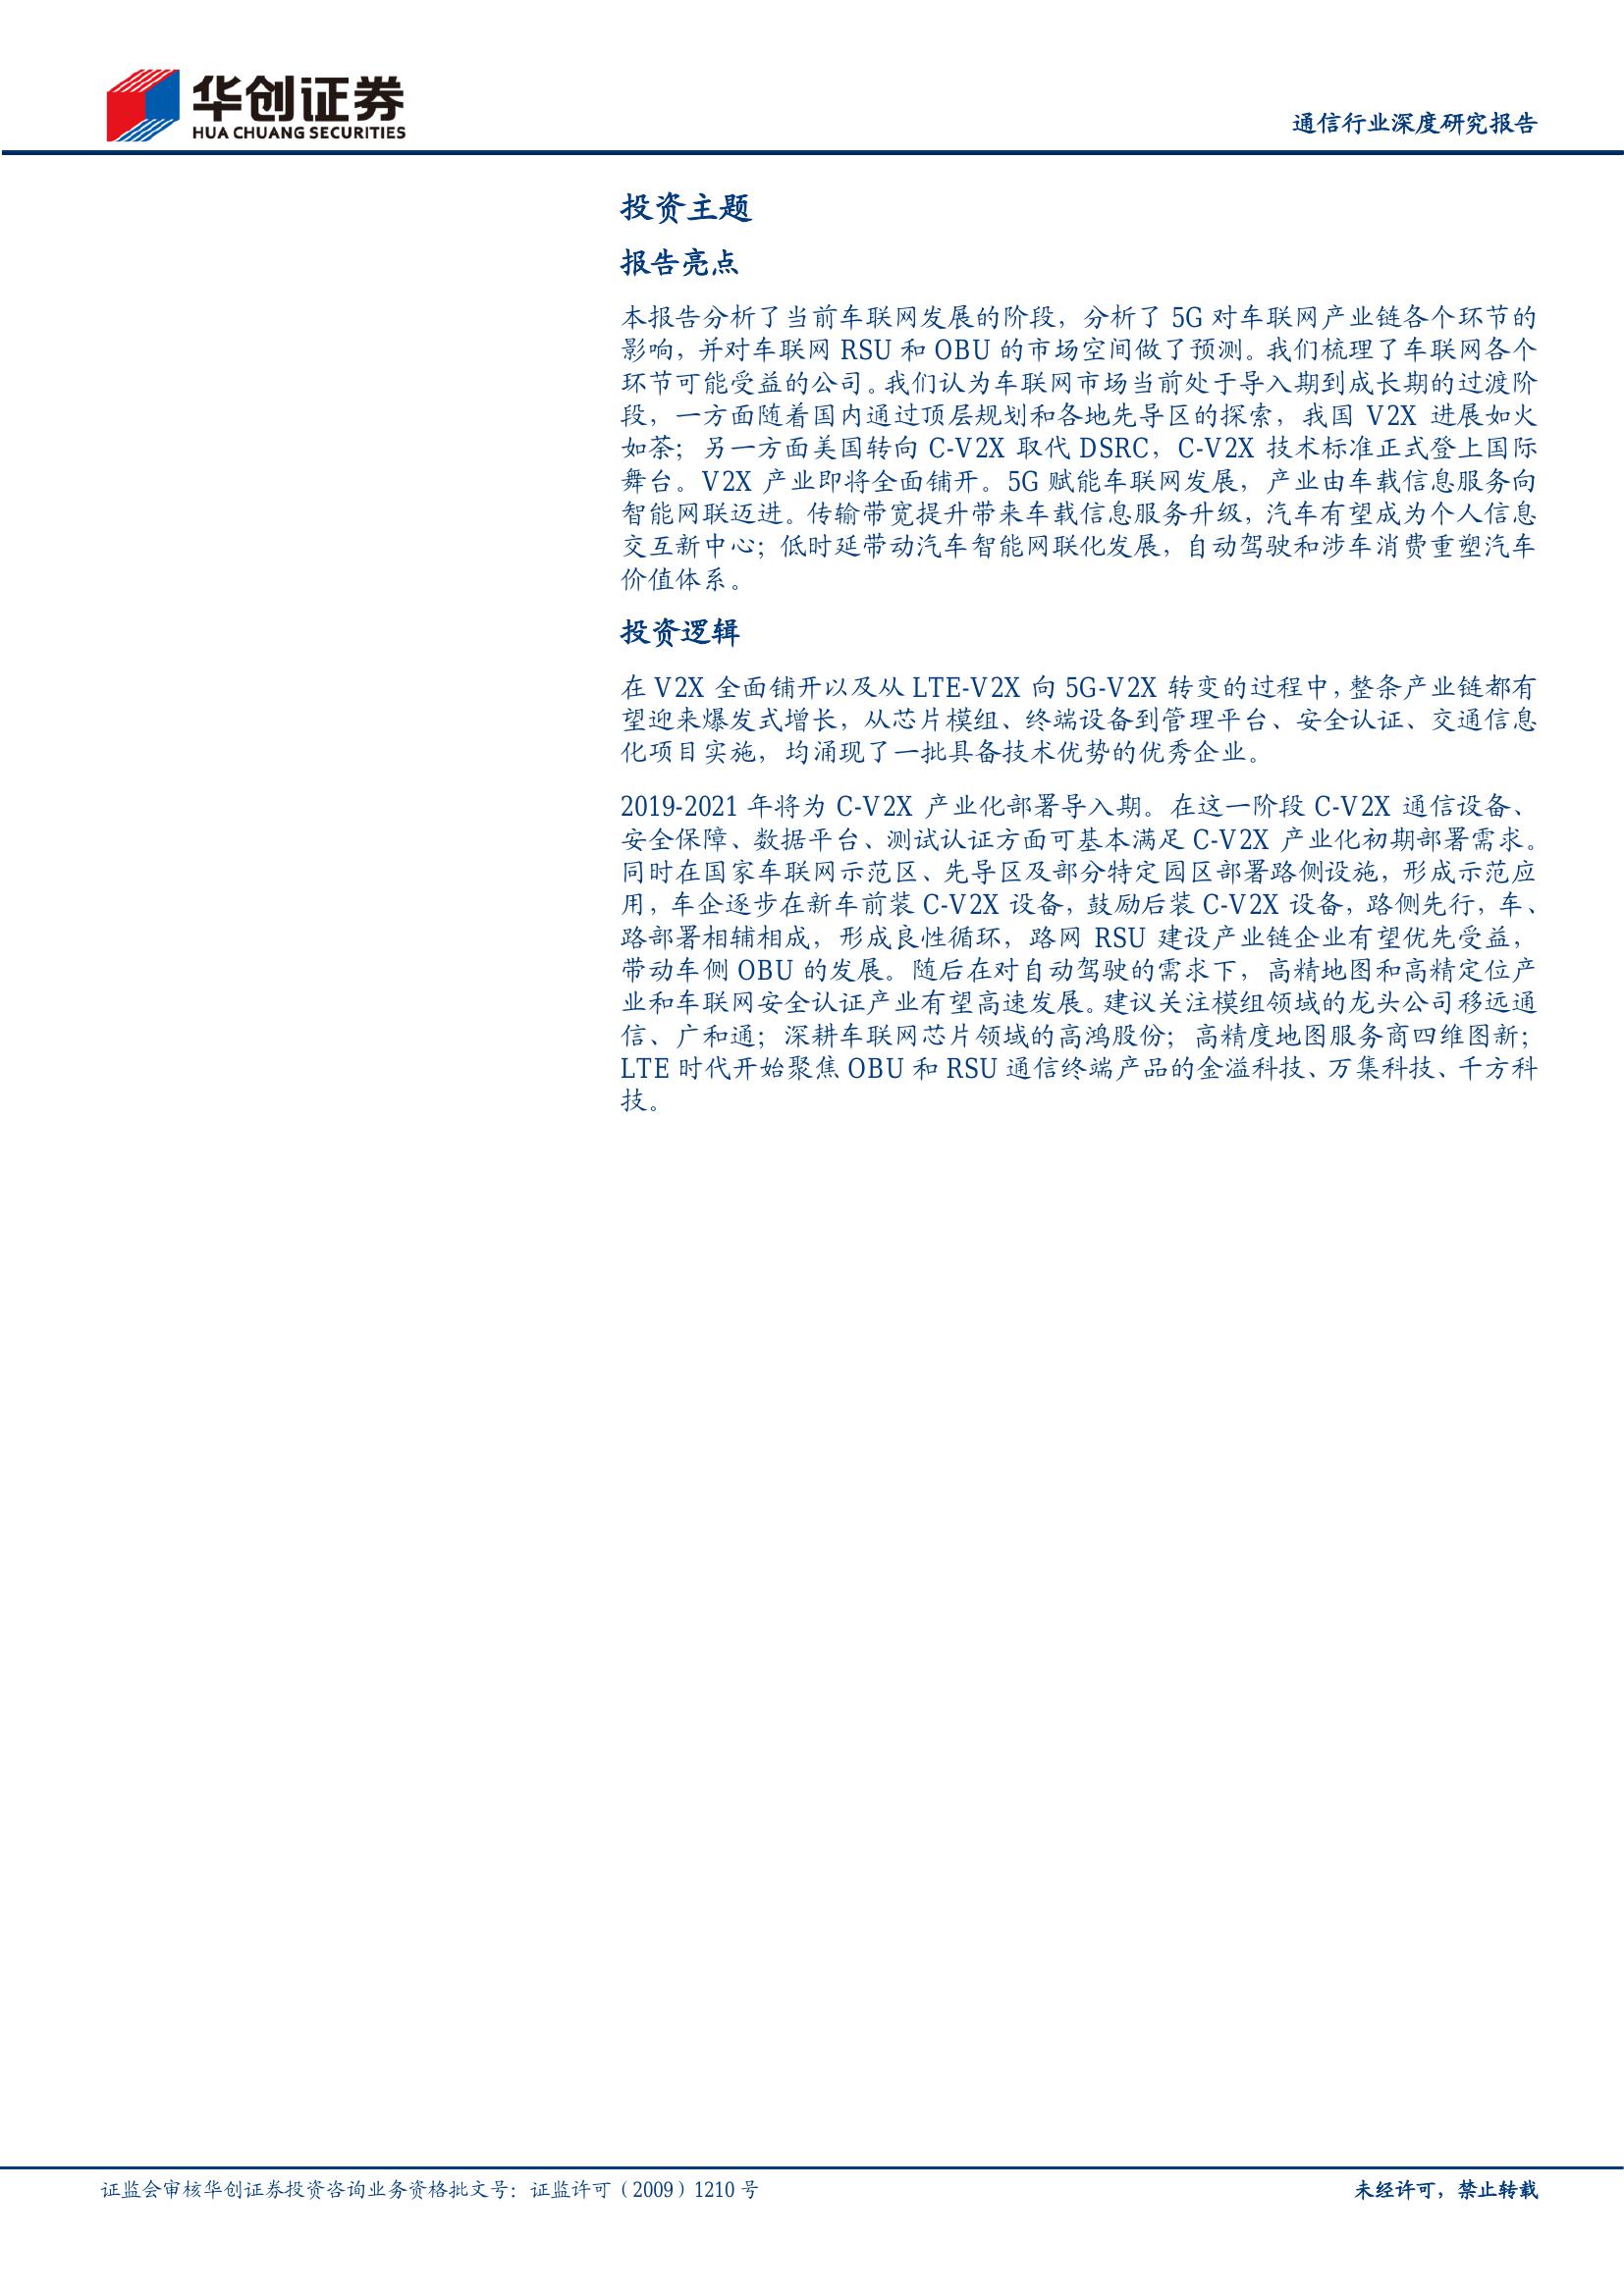 华创证券
HUA CHUANG SECURITIES
通信行业深度研究报告
投资主题
报告亮点
本报告分析了当前车联网发展的阶段，分析了 5G 对车联网产业链各个环节的
影响，并对车联网 RSU 和 OBU 的市场空间做了预测。我们梳理了车联网各个
环节可能受益的公司。我们认为车联网市场当前处于导入期到成长期的过渡阶
段，一方面随着国内通过顶层规划和各地先导区的探索，我国 V2X 进展如火
如荼；另一方面美国转向 C-V2X 取代 DSRC，C-V2X 技术标准正式登上国际
舞台。V2X 产业即将全面铺开。5G 赋能车联网发展，产业由车载信息服务向
智能网联迈进。传输带宽提升带来车载信息服务升级，汽车有望成为个人信息
交互新中心；低时延带动汽车智能网联化发展，自动驾驶和涉车消费重塑汽车
价值体系。
投资逻辑
在 V2X 全面铺开以及从 LTE-V2X 向 5G-V2X 转变的过程中，整条产业链都有
望迎来爆发式增长，从芯片模组、终端设备到管理平台、安全认证、交通信息
化项目实施，均涌现了一批具备技术优势的优秀企业。
2019-2021 年将为 C-V2X 产业化部署导入期。在这一阶段 C-V2X 通信设备、
安全保障、数据平台、测试认证方面可基本满足 C-V2X 产业化初期部署需求。
同时在国家车联网示范区、先导区及部分特定园区部署路侧设施，形成示范应
用，车企逐步在新车前装 C-V2X 设备，鼓励后装 C-V2X 设备，路侧先行，车、
路部署相辅相成，形成良性循环，路网 RSU 建设产业链企业有望优先受益，
带动车侧 OBU 的发展。随后在对自动驾驶的需求下，高精地图和高精定位产
业和车联网安全认证产业有望高速发展。建议关注模组领域的龙头公司移远通
信、广和通；深耕车联网芯片领域的高鸿股份；高精度地图服务商四维图新；
LTE 时代开始聚焦 OBU 和 RSU 通信终端产品的金溢科技、万集科技、千方科
技。
证监会审核华创证券投资咨询业务资格批文号：证监许可（2009）1210 号
未经许可，禁止转载